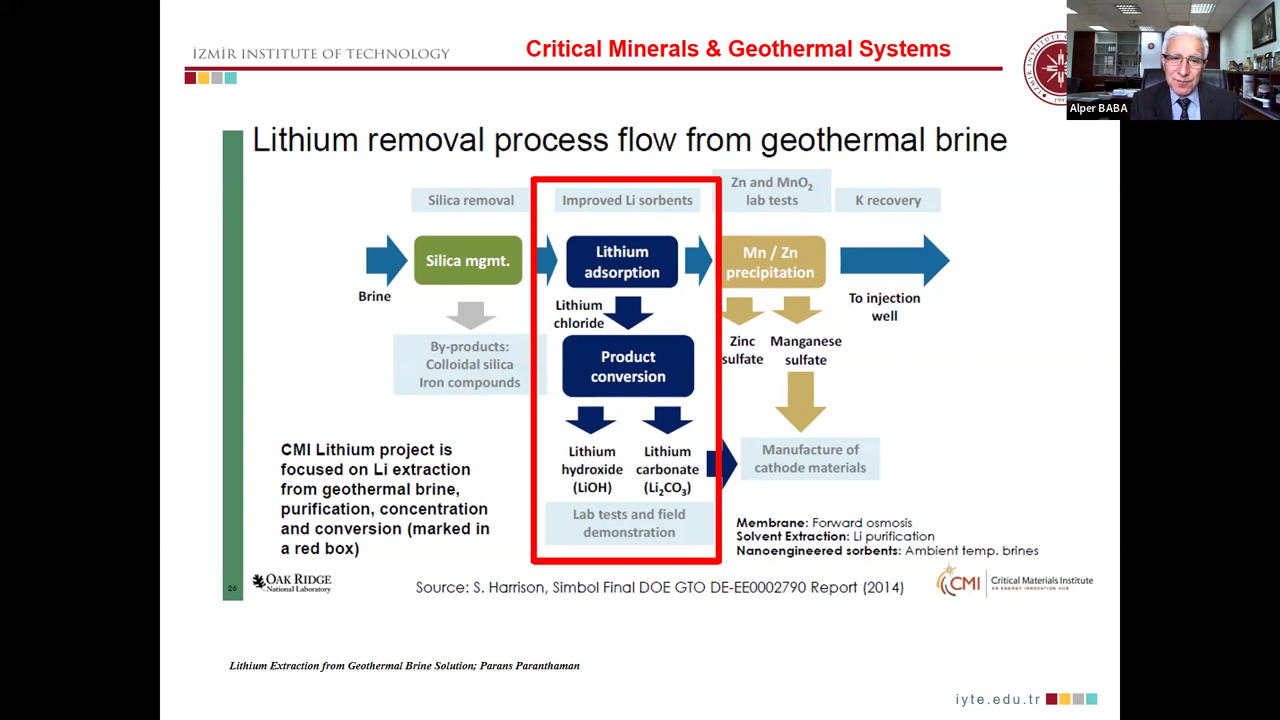 İZMİR INSTITUTE OF TECHNOLOGY
Critical Minerals & Geothermal Systems
Alper BABA
Lithium removal process flow from geothermal brine
Silica removal
Improved Li sorbents
Zn and MnO₂
lab tests
K recovery
Brine
Silica mgmt.
Lithium
adsorption
Mn / Zn
precipitation
To injection
well
Lithium
chloride
By-products:
Colloidal silica
Iron compounds
Product
conversion
Zinc
sulfate
Manganese
sulfate
Lithium
hydroxide
(LiOH)
Lithium
carbonate
(Li₂CO₃)
Manufacture of
cathode materials
Lab tests and field
demonstration
CMI Lithium project is
focused on Li extraction
from geothermal brine,
purification, concentration
and conversion (marked in
a red box)
Membrane: Forward osmosis
Solvent Extraction: Li purification
Nanoengineered sorbents: Ambient temp. brines
26
OAK RIDGE
National Laboratory
Source: S. Harrison, Simbol Final DOE GTO DE-EE0002790 Report (2014)
CMI
Critical Materials Institute
AN ENERGY INNOVATION HUB
Lithium Extraction from Geothermal Brine Solution; Parans Paranthaman
iyte.edu.tr